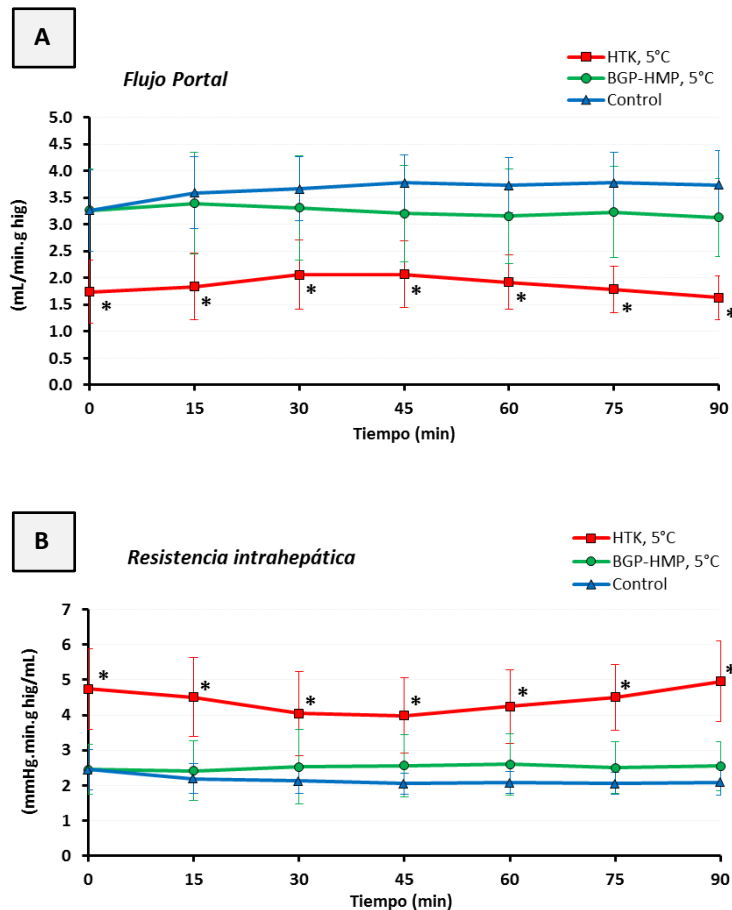 A
Flujo Portal
HTK, 5°C
BGP-HMP, 5°C
Control
(mL/min.g hig)
5.0
4.5
4.0
3.5
3.0
2.5
2.0
1.5
1.0
0.5
0.0
* * * * * * *
0 15 30 45 60 75 90
Tiempo (min)
B
Resistencia intrahepática
HTK, 5°C
BGP-HMP, 5°C
Control
(mmHg.min.g hig/mL)
7
6
5
4
3
2
1
0
* * * * * * *
0 15 30 45 60 75 90
Tiempo (min)